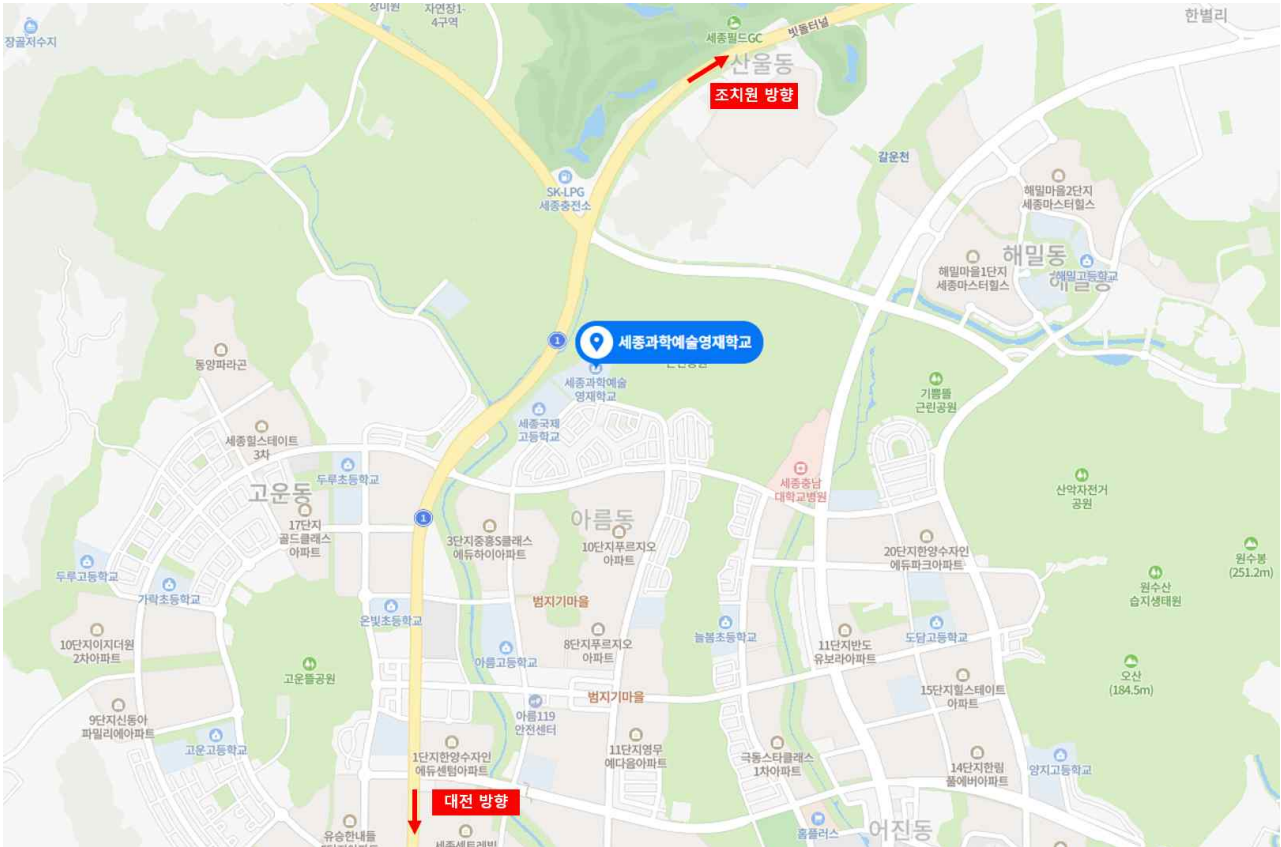 장미원
자연장1-
4구역
한별리
장골저수지
세종필드GC
빗돌터널
산울동
조치원 방향
갈운천
SK-LPG
세종충전소
해밀마을2단지
세종마스터힐스
해밀동
해밀마을1단지
세종마스터힐스
해밀고등학교
해밀동
1
세종과학예술영재학교
근린공원
동양파라곤
세종과학예술
영재학교
기쁨뜰
근린공원
세종국제
고등학교
세종힐스테이트
3차
두루초등학교
세종충남
대학교병원
산악자전거
공원
고운동
17단지
골드클래스
아파트
1
아름동
3단지중흥S클래스
에듀하이아파트
10단지푸르지오
아파트
20단지한양수자인
에듀파크아파트
원수봉
(251.2m)
두루고등학교
가락초등학교
원수산
습지생태원
범지기마을
온빛초등학교
10단지이지더원
2차아파트
8단지푸르지오
아파트
늘봄초등학교
11단지반도
유보라아파트
도담고등학교
고운뜰공원
아름고등학교
오산
(184.5m)
범지기마을
15단지힐스테이트
아파트
9단지신동아
파밀리에아파트
아름119
안전센터
고운고등학교
1단지한양수자인
에듀센텀아파트
11단지영무
예다음아파트
극동스타클래스
1차아파트
14단지한림
풀에버아파트
양지고등학교
대전 방향
유승한내들
홈플러스
어진동
세종센트레빌